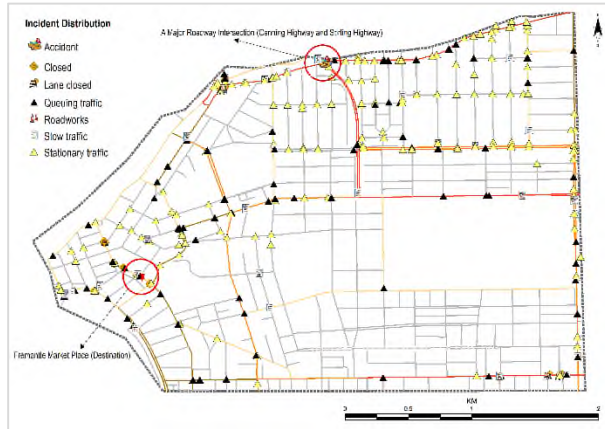 Incident Distribution
Accident
Closed
Lane closed
Queuing traffic
Roadworks
Slow traffic
Stationary traffic
A Major Roadway Intersection (Canning Highway and Stirling Highway)
Fremantle Market Place (Destination)
KM
0 0.5 1 2